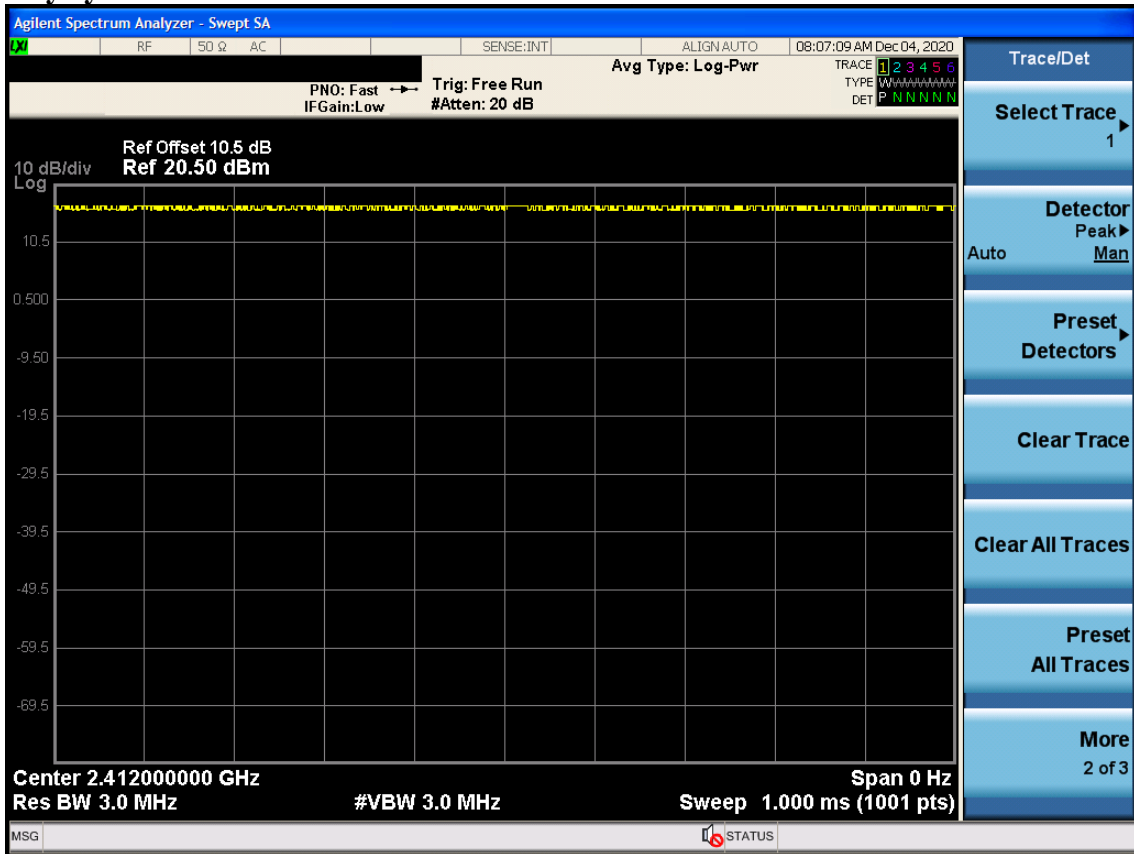 Agilent Spectrum Analyzer - Swept SA
LXI RF 50 Ω AC SENSE:INT ALIGN AUTO 08:07:09 AM Dec 04, 2020
PNO: Fast IFGain:Low
Trig: Free Run
#Atten: 20 dB
Avg Type: Log-Pwr
TRACE 1 2 3 4 5 6
TYPE W
DET P N N N N N
Ref Offset 10.5 dB
10 dB/div Ref 20.50 dBm
Log
10.5
0.500
-9.50
-19.5
-29.5
-39.5
-49.5
-59.5
-69.5
Center 2.412000000 GHz Span 0 Hz
Res BW 3.0 MHz #VBW 3.0 MHz Sweep 1.000 ms (1001 pts)
MSG STATUS
Trace/Det
Select Trace
1
Detector
Peak
Auto Man
Preset
Detectors
Clear Trace
Clear All Traces
Preset
All Traces
More
2 of 3